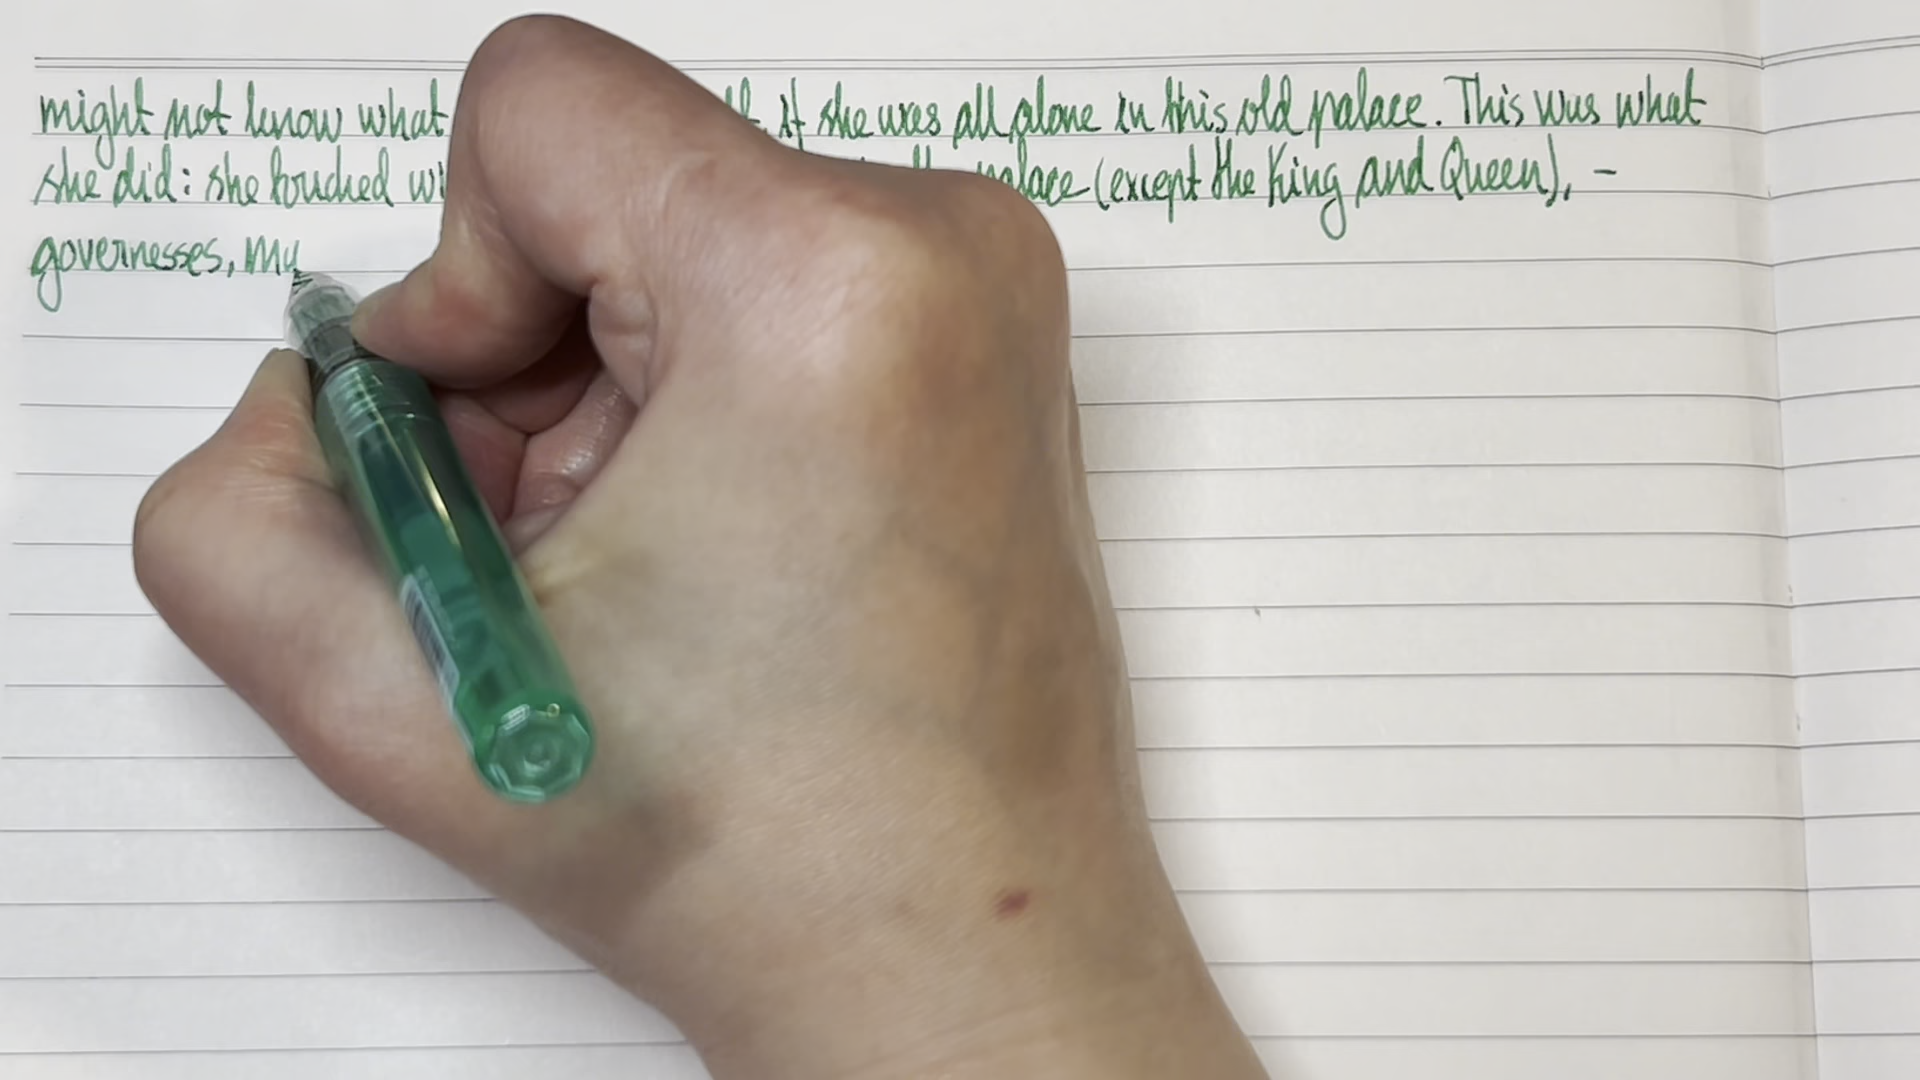 might not know what if she was all alone in this old palace. This was what
she did: she touched palace (except the King and Queen), -
governesses, my